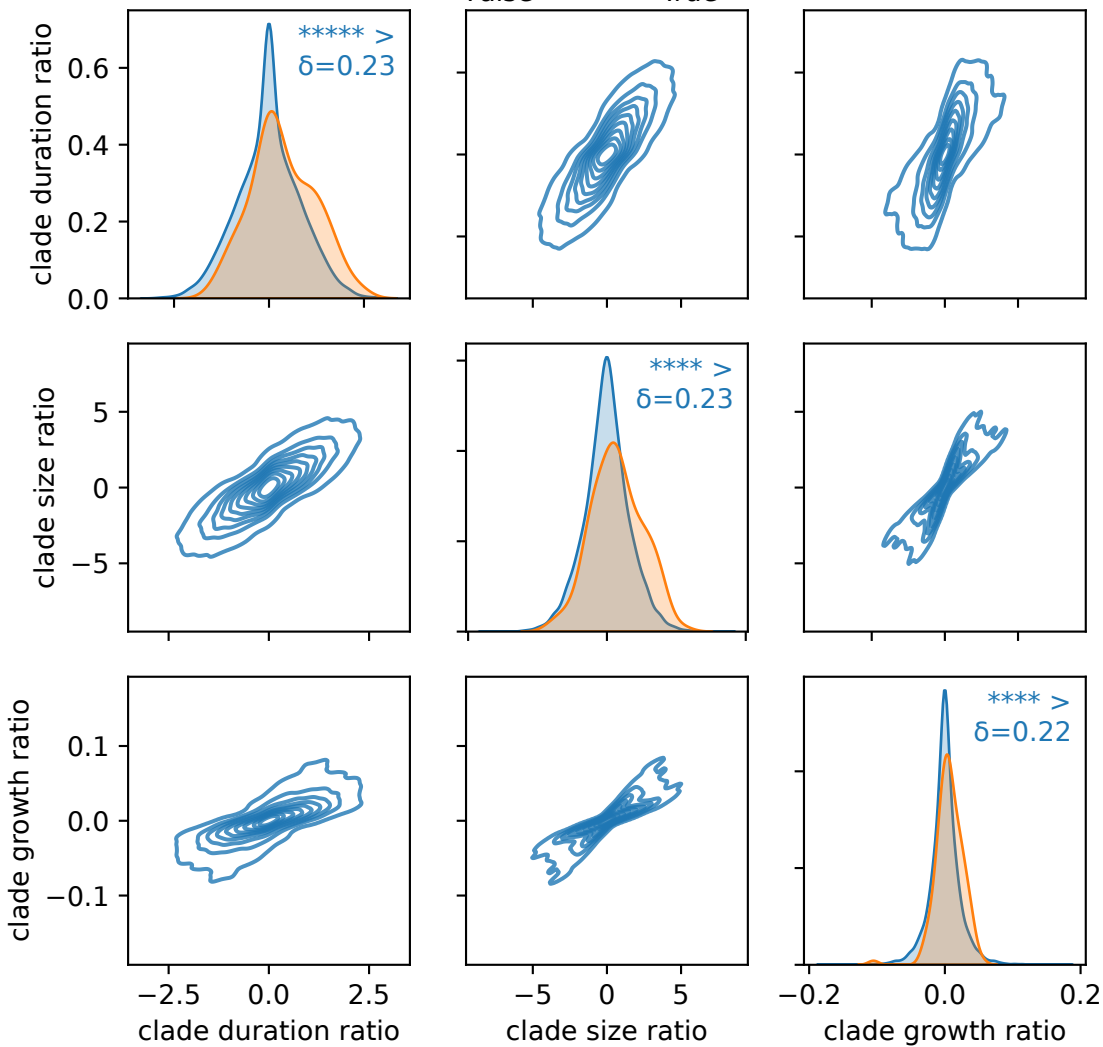 clade duration ratio
0.6
0.4
0.2
0.0
***** >
δ=0.23
clade size ratio
5
0
−5
**** >
δ=0.23
clade growth ratio
0.1
0.0
−0.1
**** >
δ=0.22
−2.5 0.0 2.5
clade duration ratio
−5 0 5
clade size ratio
−0.2 0.0 0.2
clade growth ratio